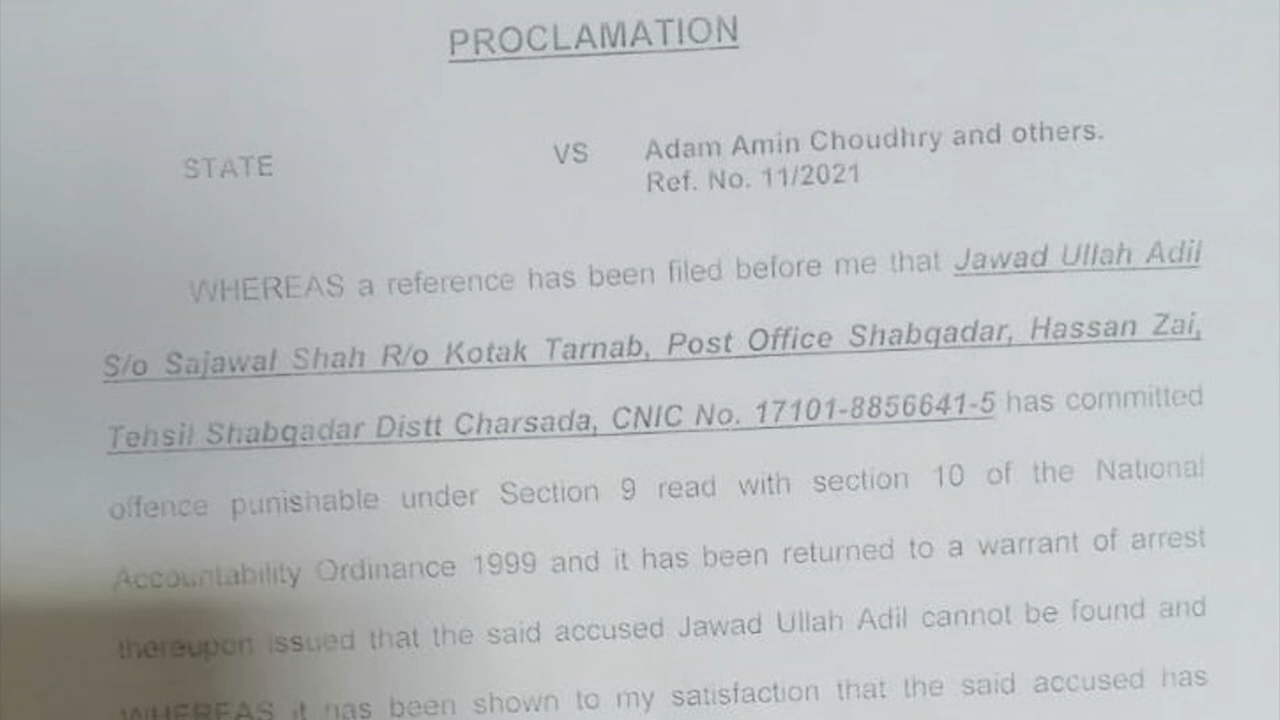 PROCLAMATION
STATE VS Adam Amin Choudhry and others.
Ref. No. 11/2021
WHEREAS a reference has been filed before me that Jawad Ullah Adil
S/o Sajawal Shah R/o Kotak Tarnab, Post Office Shabqadar, Hassan Zai,
Tehsil Shabqadar Distt Charsada, CNIC No. 17101-8856641-5 has committed
offence punishable under Section 9 read with section 10 of the National
Accountability Ordinance 1999 and it has been returned to a warrant of arrest
thereupon issued that the said accused Jawad Ullah Adil cannot be found and
WHEREAS it has been shown to my satisfaction that the said accused has